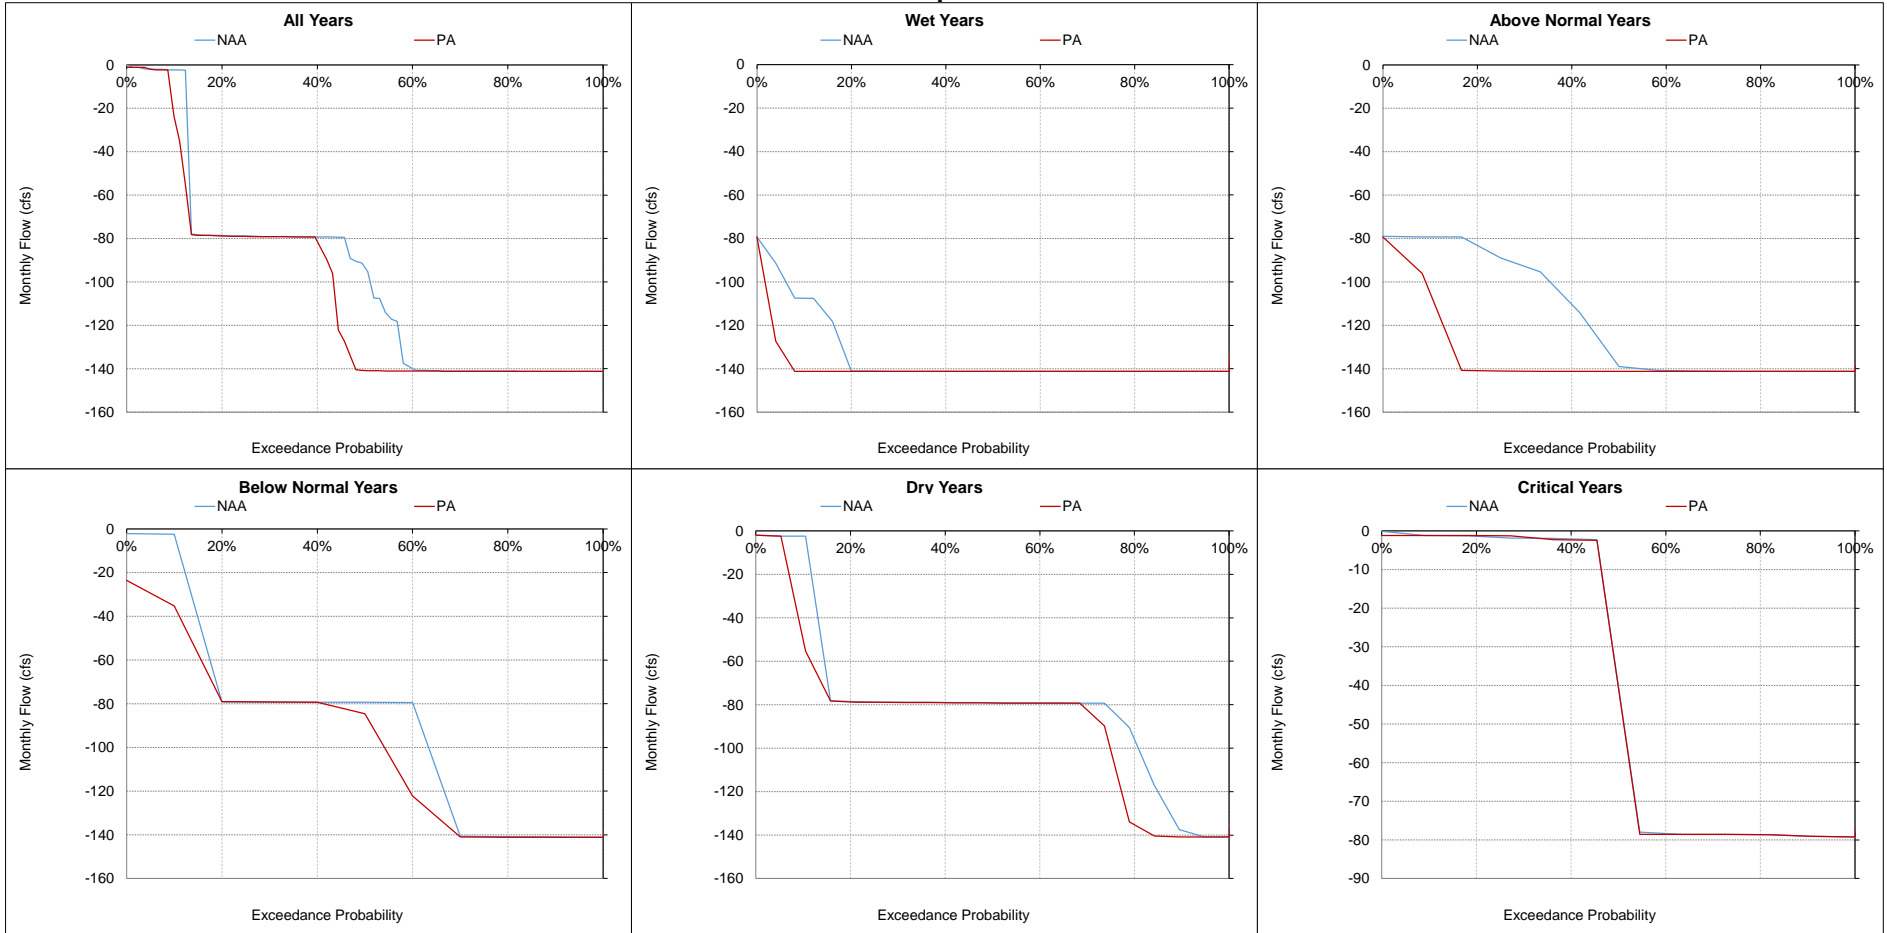 All Years
NAA PA
0
-20
-40
-60
-80
-100
-120
-140
-160
0% 20% 40% 60% 80% 100%
Monthly Flow (cfs)
Exceedance Probability
Wet Years
NAA PA
0
-20
-40
-60
-80
-100
-120
-140
-160
0% 20% 40% 60% 80% 100%
Monthly Flow (cfs)
Exceedance Probability
Above Normal Years
NAA PA
0
-20
-40
-60
-80
-100
-120
-140
-160
0% 20% 40% 60% 80% 100%
Monthly Flow (cfs)
Exceedance Probability
Below Normal Years
NAA PA
0
-20
-40
-60
-80
-100
-120
-140
-160
0% 20% 40% 60% 80% 100%
Monthly Flow (cfs)
Exceedance Probability
Dry Years
NAA PA
0
-20
-40
-60
-80
-100
-120
-140
-160
0% 20% 40% 60% 80% 100%
Monthly Flow (cfs)
Exceedance Probability
Critical Years
NAA PA
0
-10
-20
-30
-40
-50
-60
-70
-80
-90
0% 20% 40% 60% 80% 100%
Monthly Flow (cfs)
Exceedance Probability